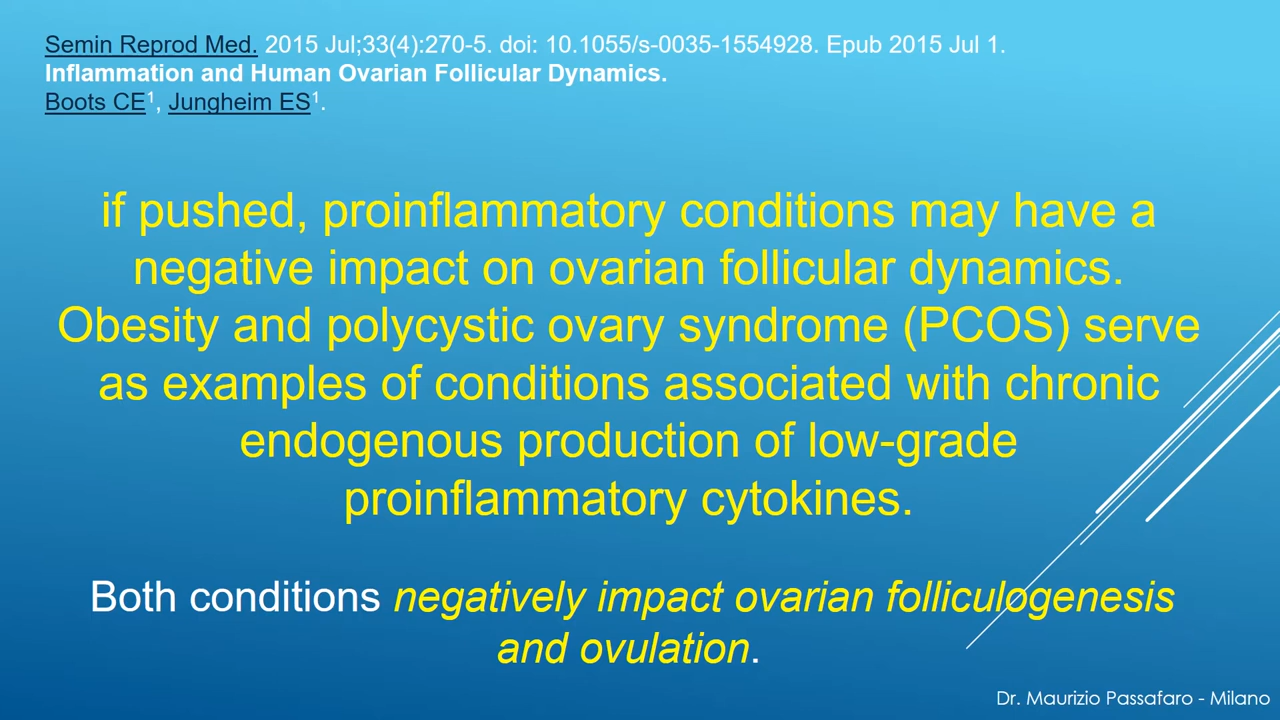 Semin Reprod Med. 2015 Jul;33(4):270-5. doi: 10.1055/s-0035-1554928. Epub 2015 Jul 1.
Inflammation and Human Ovarian Follicular Dynamics.
Boots CE1, Jungheim ES1.
if pushed, proinflammatory conditions may have a
negative impact on ovarian follicular dynamics.
Obesity and polycystic ovary syndrome (PCOS) serve
as examples of conditions associated with chronic
endogenous production of low-grade
proinflammatory cytokines.
Both conditions negatively impact ovarian folliculogenesis
and ovulation.
Dr. Maurizio Passafaro - Milano